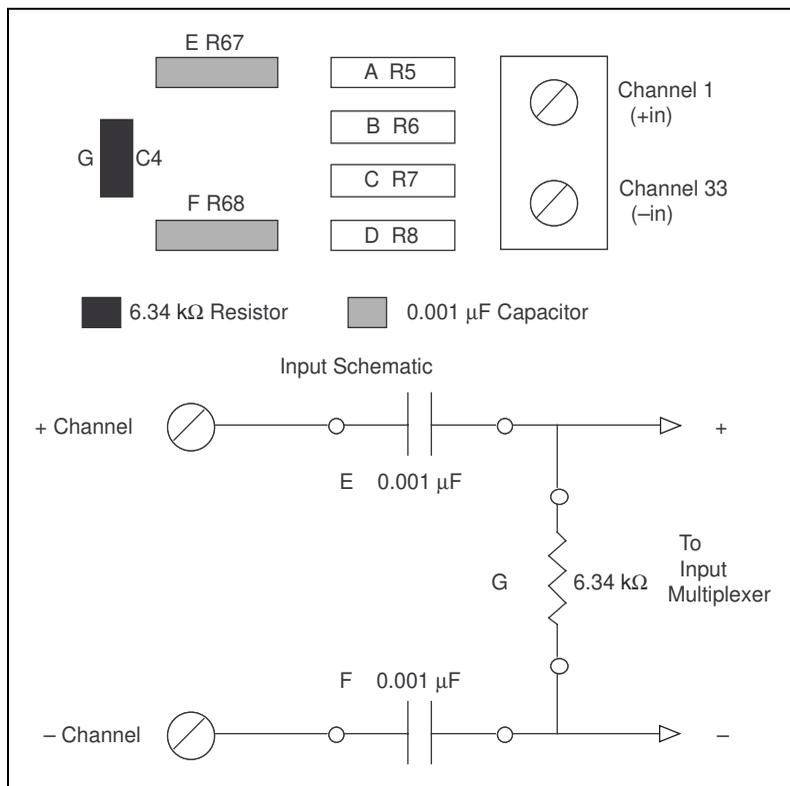 E R67
A R5
Channel 1
(+in)
B R6
G C4
C R7
Channel 33
(–in)
F R68
D R8
6.34 kΩ Resistor
0.001 μF Capacitor
Input Schematic
+ Channel
+
E 0.001 μF
G 6.34 kΩ
To
Input
Multiplexer
F 0.001 μF
– Channel
–